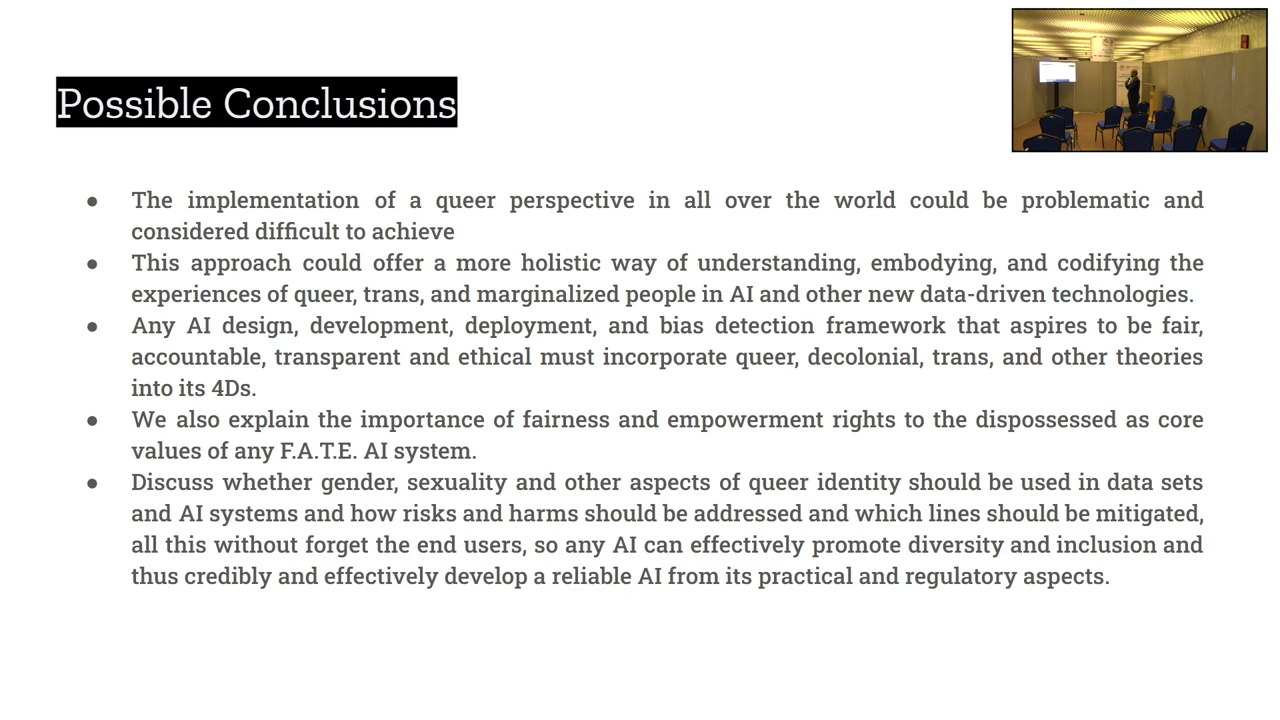 Possible Conclusions
● The implementation of a queer perspective in all over the world could be problematic and
considered difficult to achieve
● This approach could offer a more holistic way of understanding, embodying, and codifying the
experiences of queer, trans, and marginalized people in AI and other new data-driven technologies.
● Any AI design, development, deployment, and bias detection framework that aspires to be fair,
accountable, transparent and ethical must incorporate queer, decolonial, trans, and other theories
into its 4Ds.
● We also explain the importance of fairness and empowerment rights to the dispossessed as core
values of any F.A.T.E. AI system.
● Discuss whether gender, sexuality and other aspects of queer identity should be used in data sets
and AI systems and how risks and harms should be addressed and which lines should be mitigated,
all this without forget the end users, so any AI can effectively promote diversity and inclusion and
thus credibly and effectively develop a reliable AI from its practical and regulatory aspects.